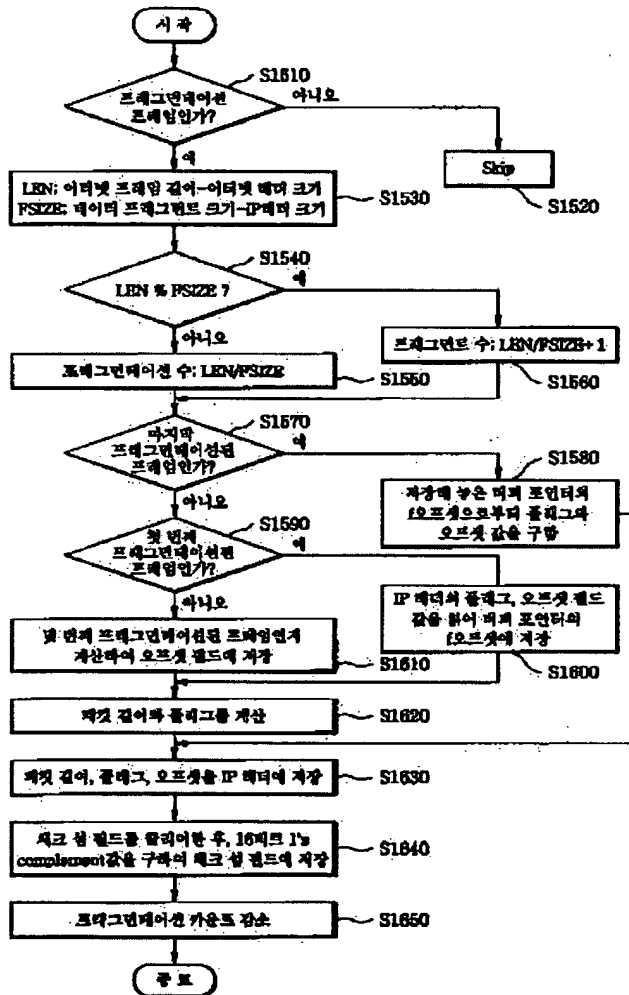 시 작
S1510
프래그먼테이션
프레임인가?
아니오
예
Skip
S1520
LEN; 이더넷 프레임 길이-이더넷 헤더 크기
FSIZE; 데이터 프래그먼트 크기-IP헤더 크기
S1530
S1540
LEN % FSIZE ?
예
아니오
프래그먼트 수; LEN/FSIZE+1
S1560
프래그먼테이션 수; LEN/FSIZE
S1550
S1570
마지막
프래그먼테이션된
프레임인가?
예
아니오
S1580
저장해 놓은 버퍼 포인터의
f오프셋으로부터 플래그와
오프셋 값을 구함
S1590
첫 번째
프래그먼테이션된
프레임인가?
예
아니오
IP 헤더의 플래그, 오프셋 필드
값을 읽어 버퍼 포인터의
f오프셋에 저장
S1600
몇 번째 프래그먼테이션된 프레임인지
계산하여 오프셋 필드에 저장
S1610
패킷 길이와 플래그를 계산
S1620
패킷 길이, 플래그, 오프셋을 IP 헤더에 저장
S1630
체크 섬 필드를 클리어한 후, 16비트 1's
complement값을 구하여 체크 섬 필드에 저장
S1640
프래그먼테이션 카운트 감소
S1650
종 료